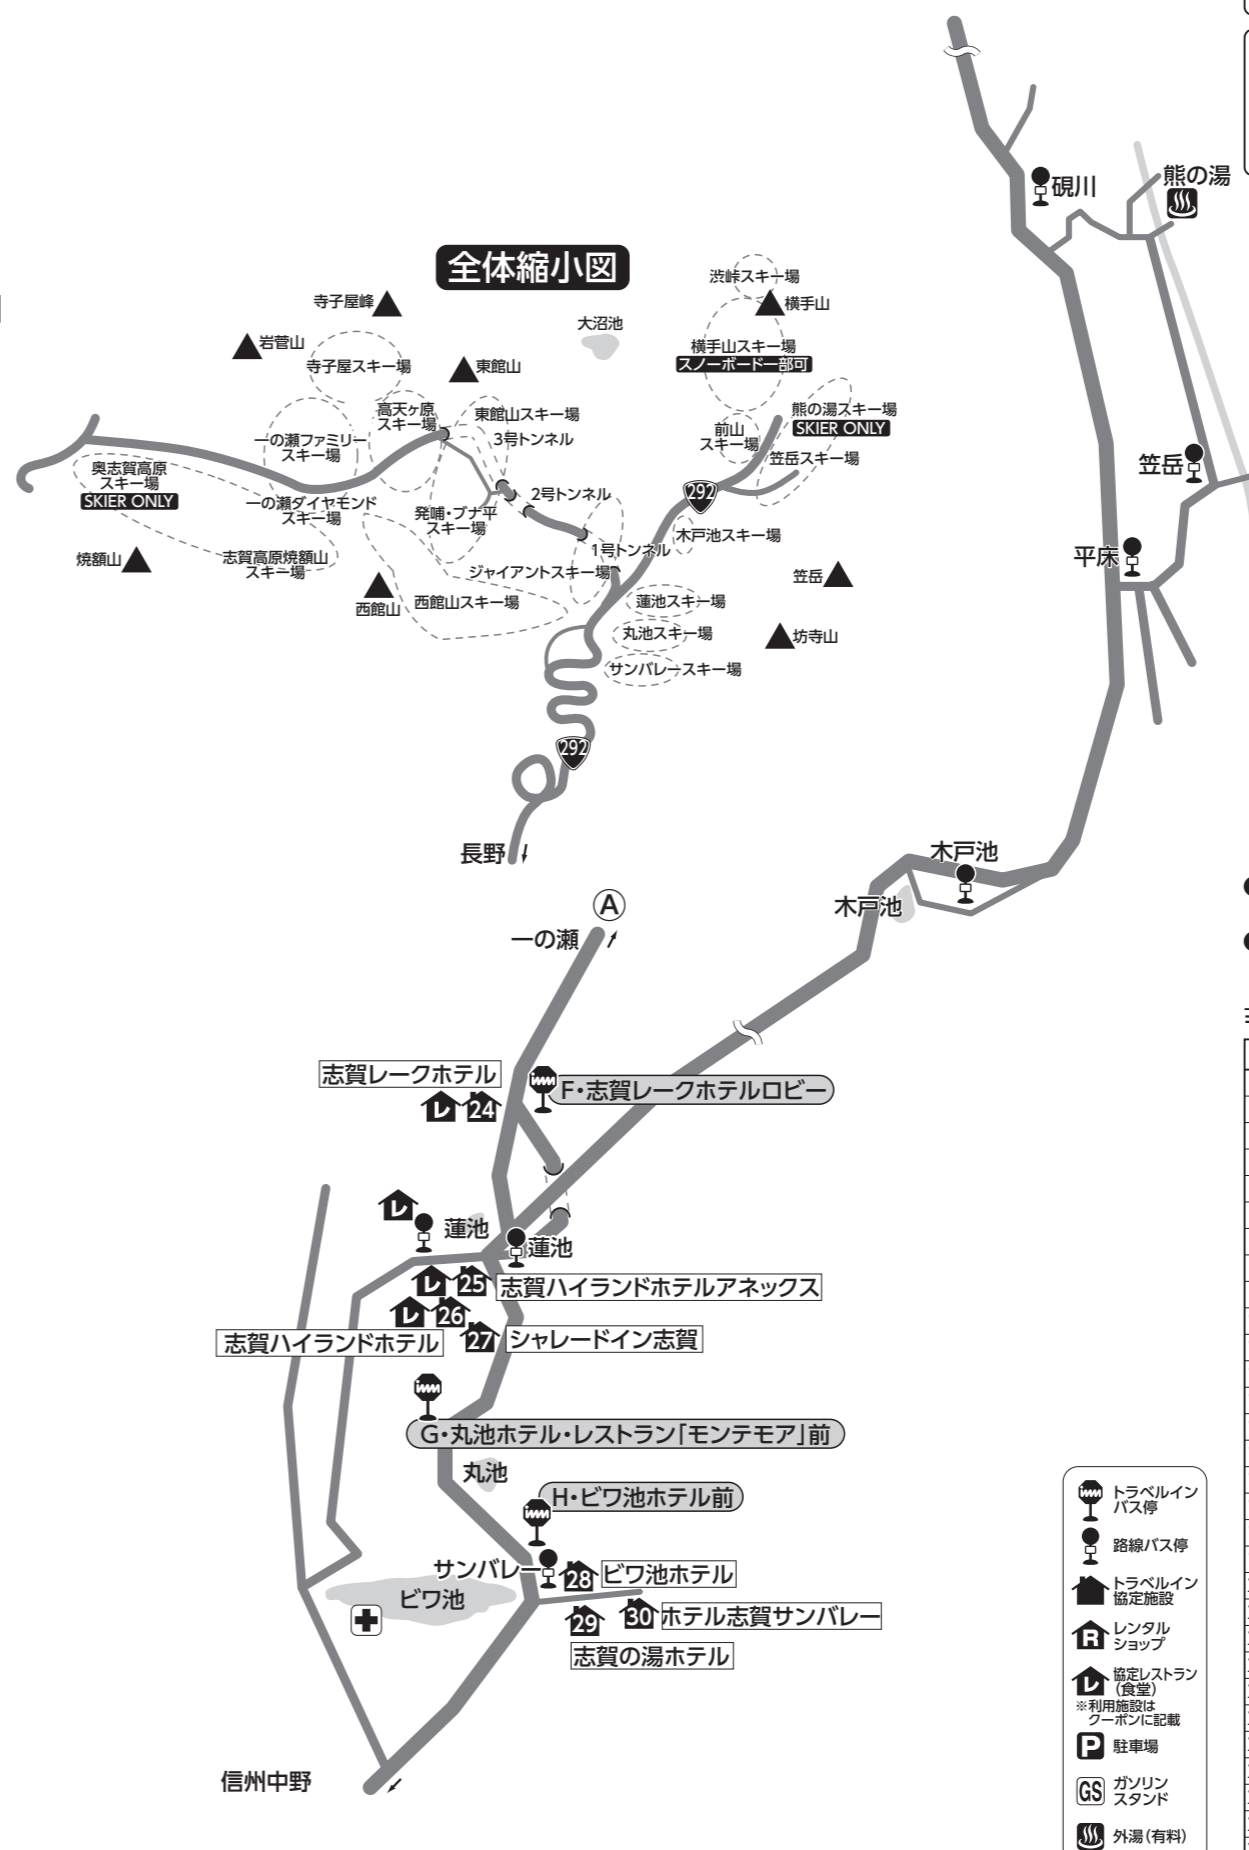 硯川
熊の湯
全体縮小図
渋峠スキー場
寺子屋峰
横手山
大沼池
岩菅山
横手山スキー場
スノーボード一部可
寺子屋スキー場
東館山
高天ヶ原
スキー場
東館山スキー場
熊の湯スキー場
SKIER ONLY
前山
スキー場
一の瀬ファミリー
スキー場
3号トンネル
笠岳スキー場
笠岳
奥志賀高原
スキー場
SKIER ONLY
一の瀬ダイヤモンド
スキー場
2号トンネル
292
発哺・ブナ平
スキー場
木戸池スキー場
1号トンネル
平床
焼額山
志賀高原焼額山
スキー場
ジャイアントスキー場
笠岳
西館山
西館山スキー場
蓮池スキー場
丸池スキー場
坊寺山
サンバレースキー場
292
長野
木戸池
木戸池
A
一の瀬
志賀レークホテル
F・志賀レークホテルロビー
レ 24
レ
蓮池
蓮池
レ 25 志賀ハイランドホテルアネックス
レ 26
志賀ハイランドホテル
27 シャレードイン志賀
G・丸池ホテル・レストラン「モンテモア」前
丸池
H・ビワ池ホテル前
サンバレー
28 ビワ池ホテル
ビワ池
29
30 ホテル志賀サンバレー
志賀の湯ホテル
信州中野
トラベルイン
バス停
路線バス停
トラベルイン
協定施設
R レンタル
ショップ
レ 協定レストラン
(食堂)
※利用施設は
クーポンに記載
P 駐車場
GS ガソリン
スタンド
外湯(有料)